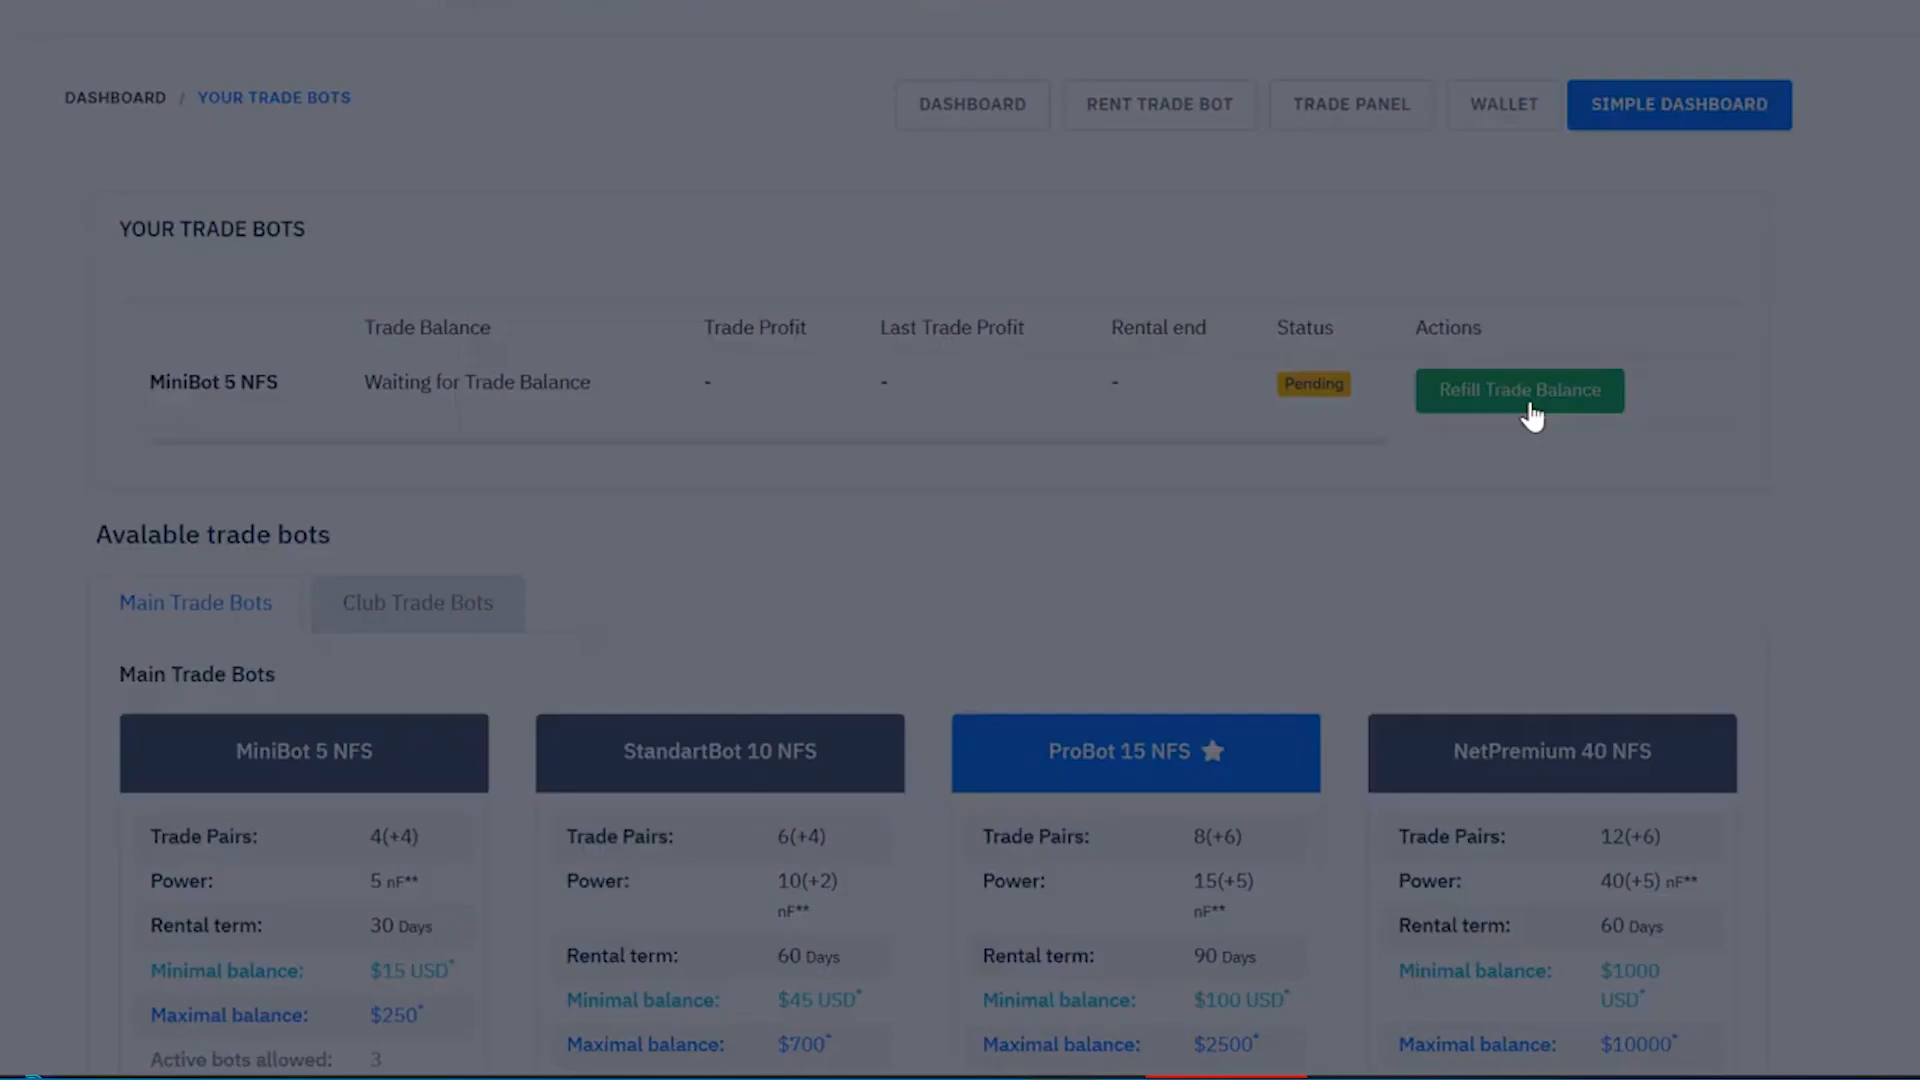 DASHBOARD / YOUR TRADE BOTS
DASHBOARD RENT TRADE BOT TRADE PANEL WALLET SIMPLE DASHBOARD
YOUR TRADE BOTS
Trade Balance Trade Profit Last Trade Profit Rental end Status Actions
MiniBot 5 NFS Waiting for Trade Balance - - - Pending Refill Trade Balance
Avalable trade bots
Main Trade Bots Club Trade Bots
Main Trade Bots
MiniBot 5 NFS
Trade Pairs: 4(+4)
Power: 5 nF**
Rental term: 30 Days
Minimal balance: $15 USD*
Maximal balance: $250*
Active bots allowed: 3
StandartBot 10 NFS
Trade Pairs: 6(+4)
Power: 10(+2)
nF**
Rental term: 60 Days
Minimal balance: $45 USD*
Maximal balance: $700*
ProBot 15 NFS ★
Trade Pairs: 8(+6)
Power: 15(+5)
nF**
Rental term: 90 Days
Minimal balance: $100 USD*
Maximal balance: $2500*
NetPremium 40 NFS
Trade Pairs: 12(+6)
Power: 40(+5) nF**
Rental term: 60 Days
Minimal balance: $1000
USD*
Maximal balance: $10000*